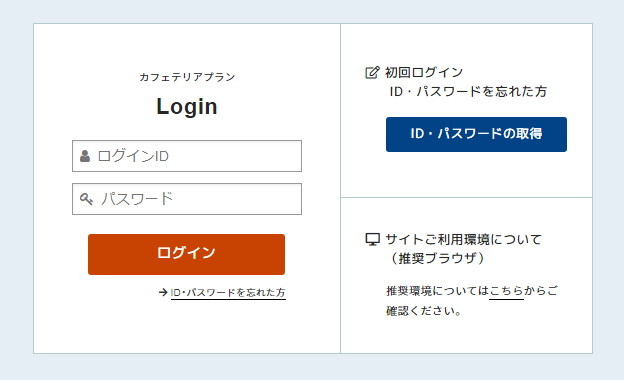 カフェテリアプラン
Login
ログインID
パスワード
ログイン
ID・パスワードを忘れた方
初回ログイン
ID・パスワードを忘れた方
ID・パスワードの取得
サイトご利用環境について
（推奨ブラウザ）
推奨環境についてはこちらからご
確認ください。